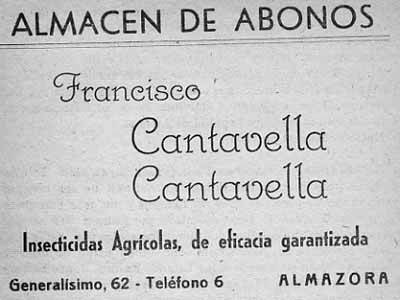 ALMACEN DE ABONOS
Francisco
Cantavella
Cantavella
Insecticidas Agrícolas, de eficacia garantizada
Generalísimo, 62 - Teléfono 6 ALMAZORA